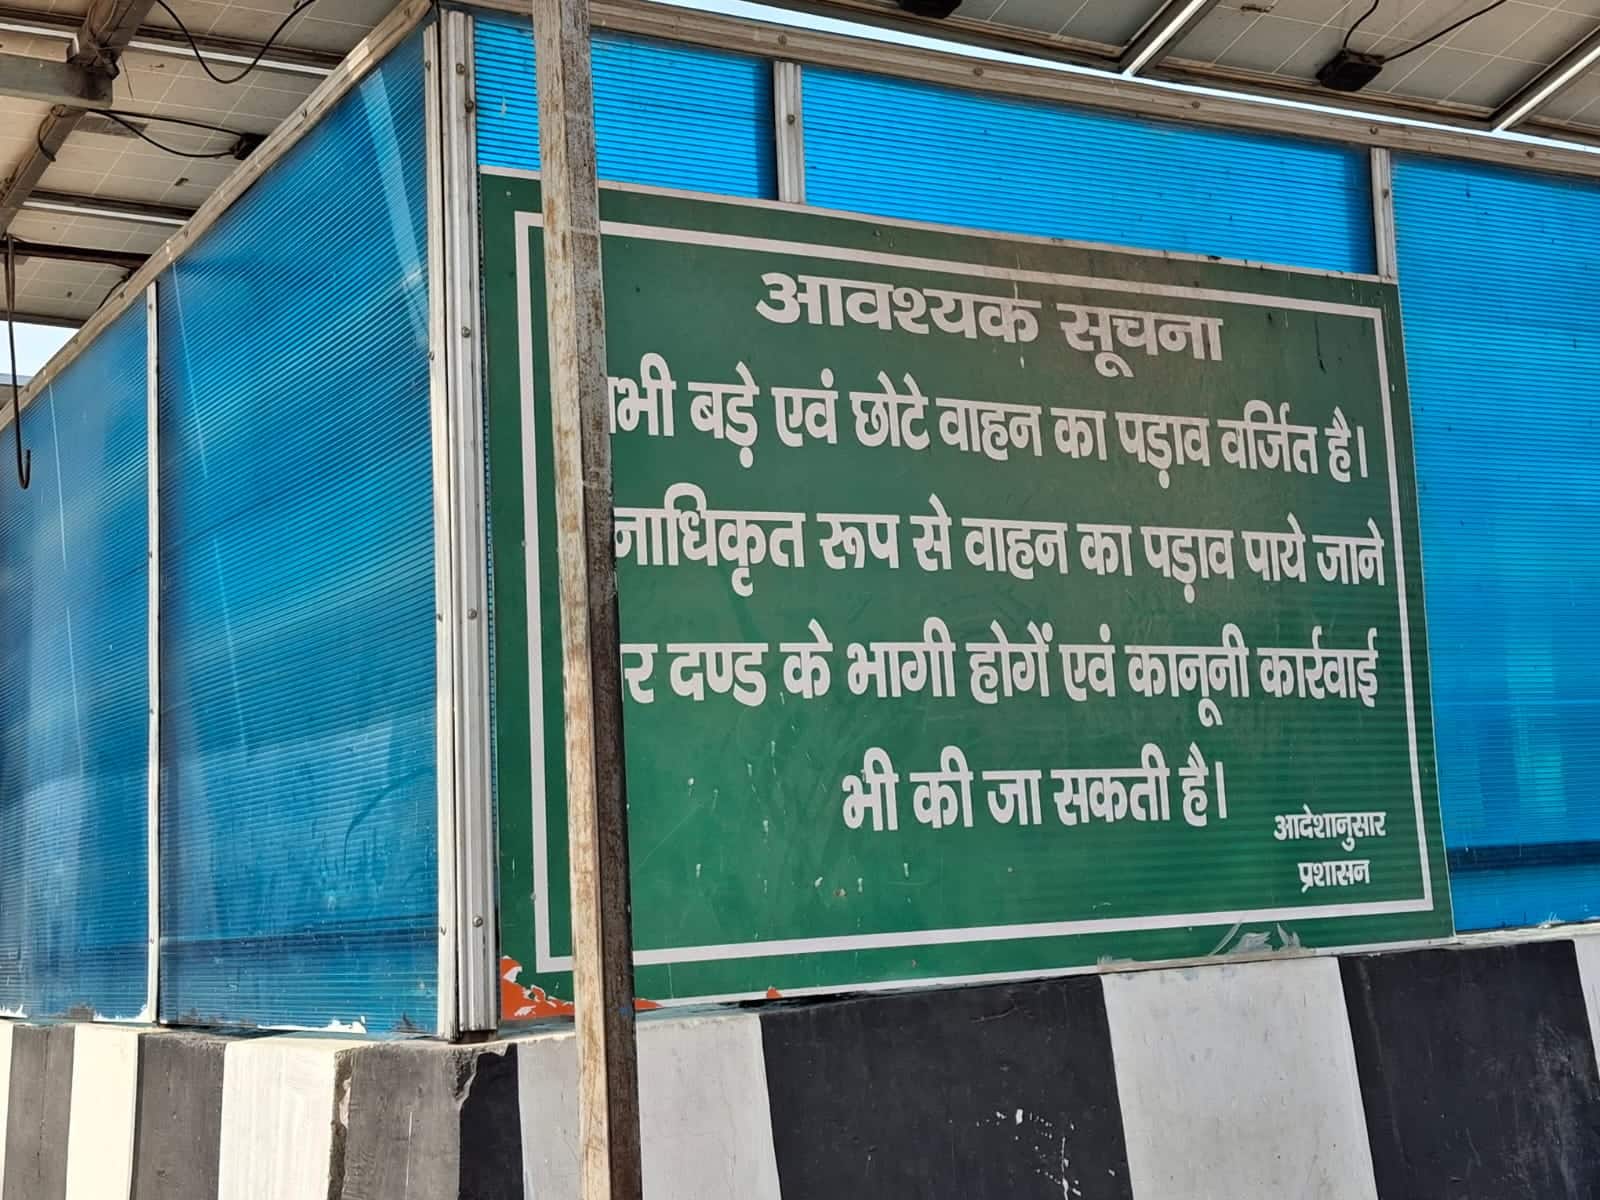 आवश्यक सूचना
भी बड़े एवं छोटे वाहन का पड़ाव वर्जित है।
नाधिकृत रूप से वाहन का पड़ाव पाये जाने
र दण्ड के भागी होगें एवं कानूनी कार्रवाई
भी की जा सकती है।
आदेशानुसार
प्रशासन